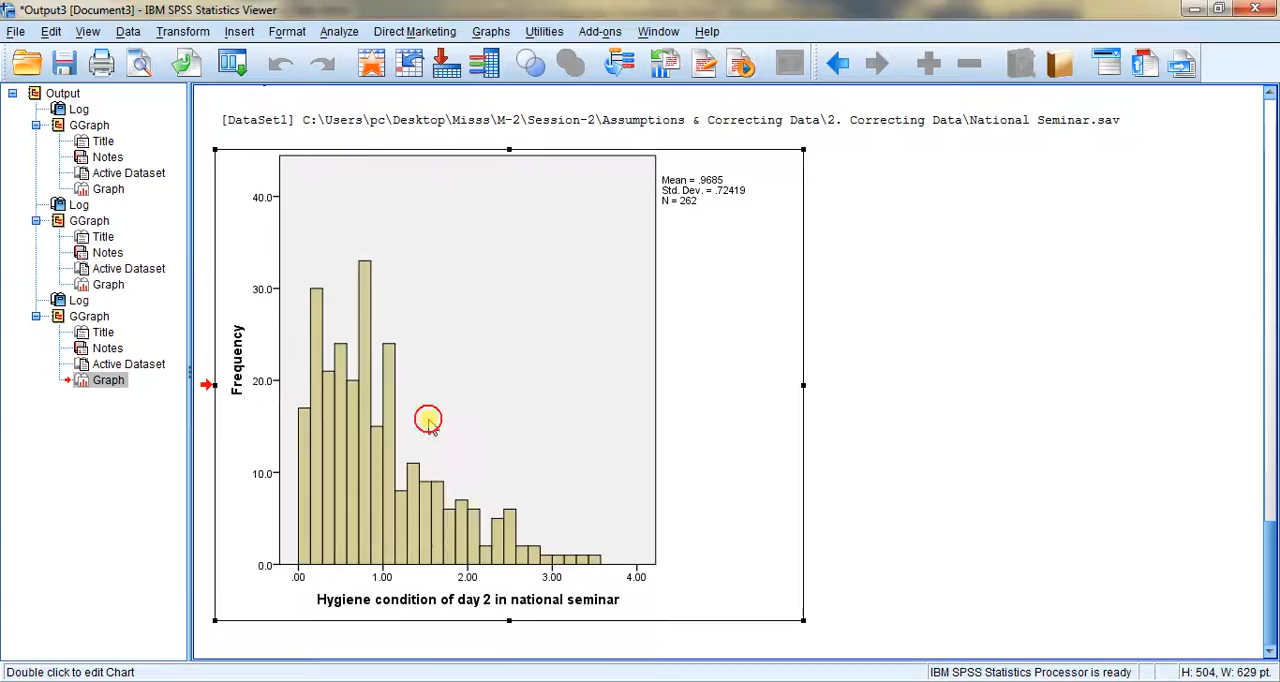 *Output3 [Document3] - IBM SPSS Statistics Viewer
File Edit View Data Transform Insert Format Analyze Direct Marketing Graphs Utilities Add-ons Window Help
Output
Log
GGraph
Title
Notes
Active Dataset
Graph
Log
GGraph
Title
Notes
Active Dataset
Graph
Log
GGraph
Title
Notes
Active Dataset
Graph
[DataSet1] C:\Users\pc\Desktop\Misss\M-2\Session-2\Assumptions & Correcting Data\2. Correcting Data\National Seminar.sav
Mean = .9685
Std. Dev. = .72419
N = 262
40.0
30.0
20.0
10.0
0.0
Frequency
.00 1.00 2.00 3.00 4.00
Hygiene condition of day 2 in national seminar
Double click to edit Chart
IBM SPSS Statistics Processor is ready
H: 504, W: 629 pt.